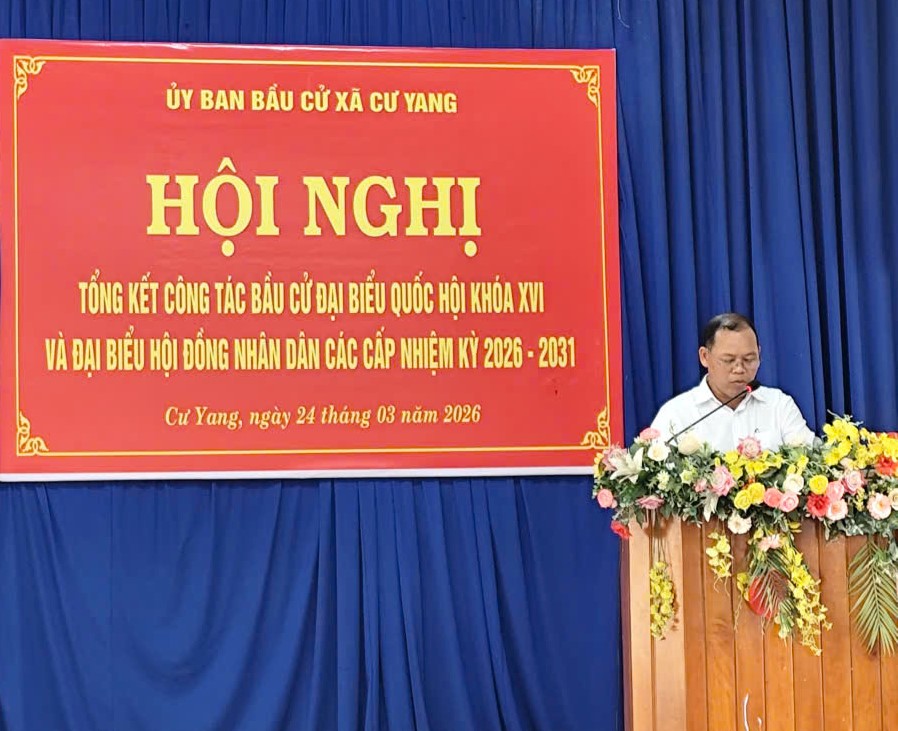 ỦY BAN BẦU CỬ XÃ CƯ YANG
HỘI NGHỊ
TỔNG KẾT CÔNG TÁC BẦU CỬ ĐẠI BIỂU QUỐC HỘI KHÓA XVI
VÀ ĐẠI BIỂU HỘI ĐỒNG NHÂN DÂN CÁC CẤP NHIỆM KỲ 2026 - 2031
Cư Yang, ngày 24 tháng 03 năm 2026